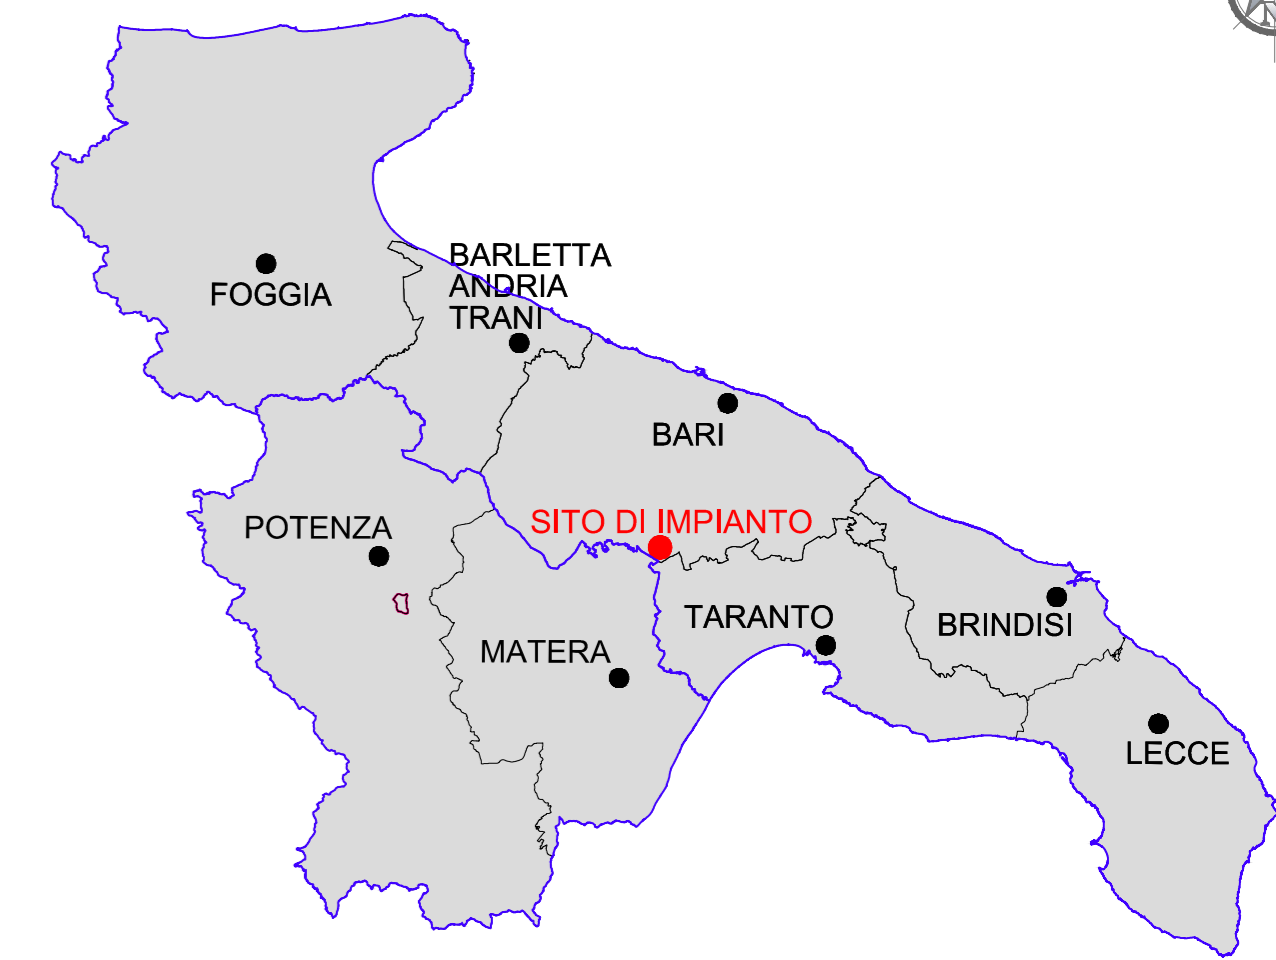 BARLETTA
ANDRIA
TRANI
FOGGIA
BARI
SITO DI IMPIANTO
POTENZA
TARANTO
BRINDISI
MATERA
LECCE